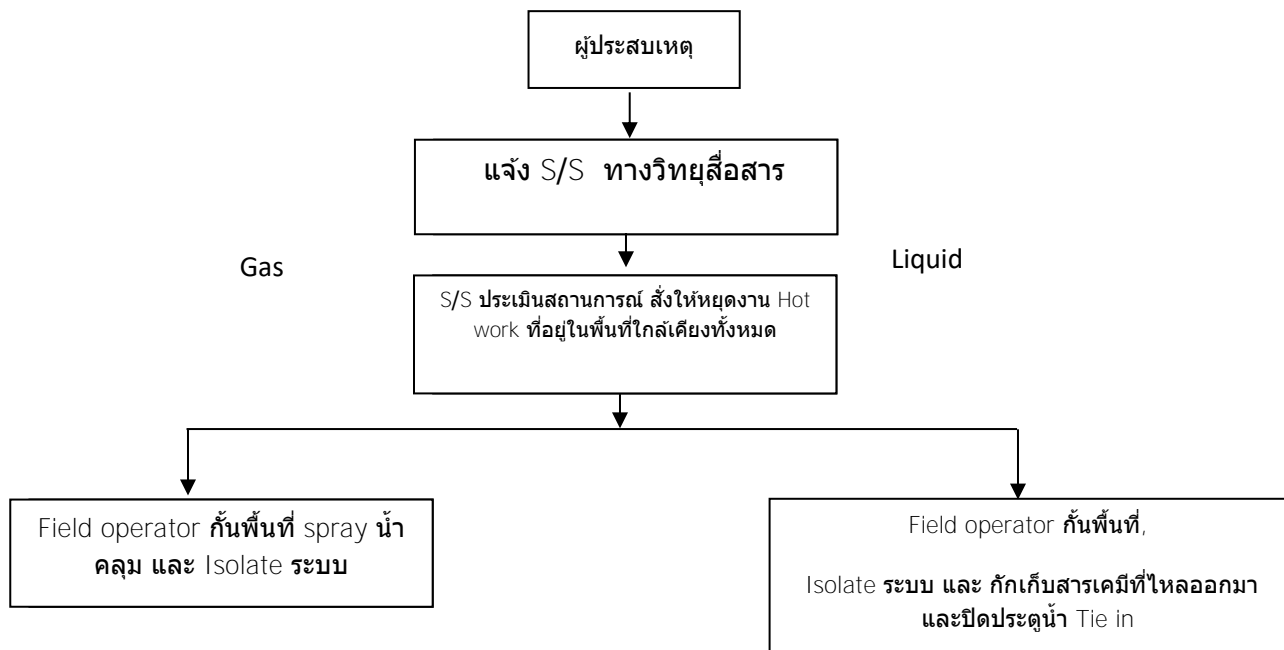 ผู้ประสบเหตุ
แจ้ง S/S ทางวิทยุสื่อสาร
Gas
Liquid
S/S ประเมินสถานการณ์ สั่งให้หยุดงาน Hot
work ที่อยู่ในพื้นที่ใกล้เคียงทั้งหมด
Field operator กั้นพื้นที่ spray น้ำ
คลุม และ Isolate ระบบ
Field operator กั้นพื้นที่,
Isolate ระบบ และ กักเก็บสารเคมีที่ไหลออกมา
และปิดประตูน้ำ Tie in